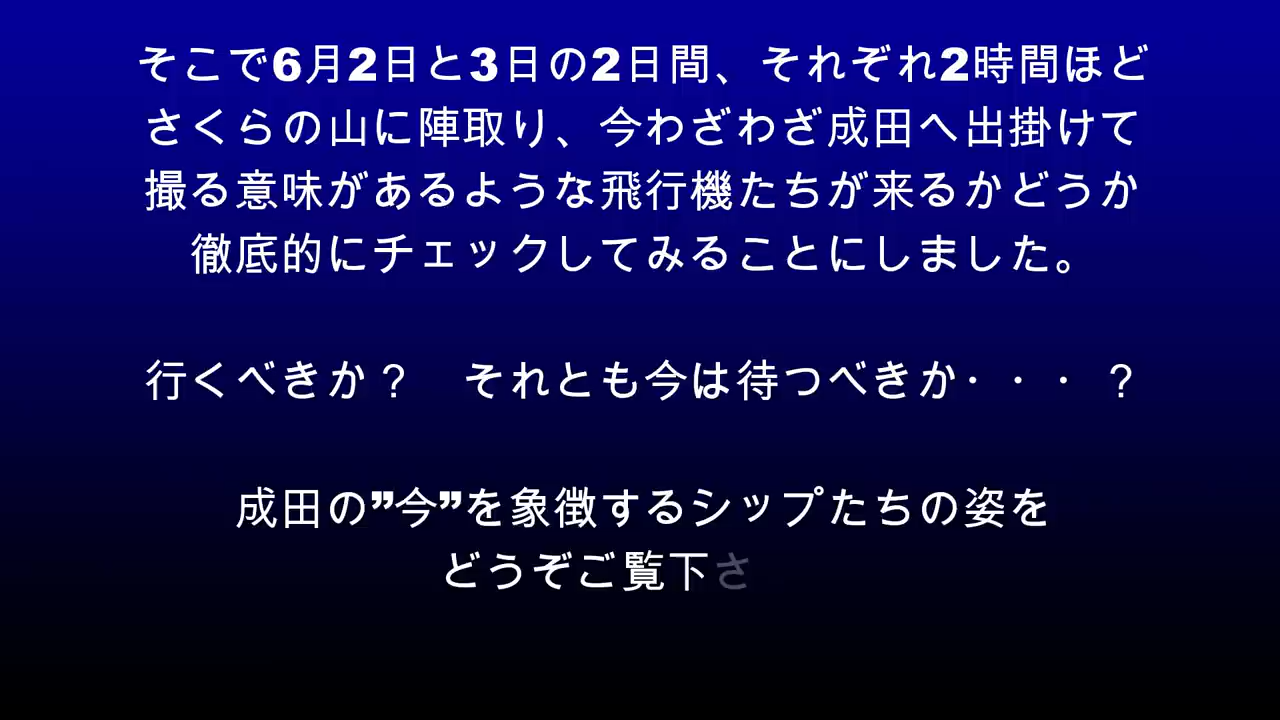 そこで6月2日と3日の2日間、それぞれ2時間ほど
さくらの山に陣取り、今わざわざ成田へ出掛けて
撮る意味があるような飛行機たちが来るかどうか
徹底的にチェックしてみることにしました。
行くべきか？　それとも今は待つべきか・・・？
成田の”今”を象徴するシップたちの姿を
どうぞご覧下さ